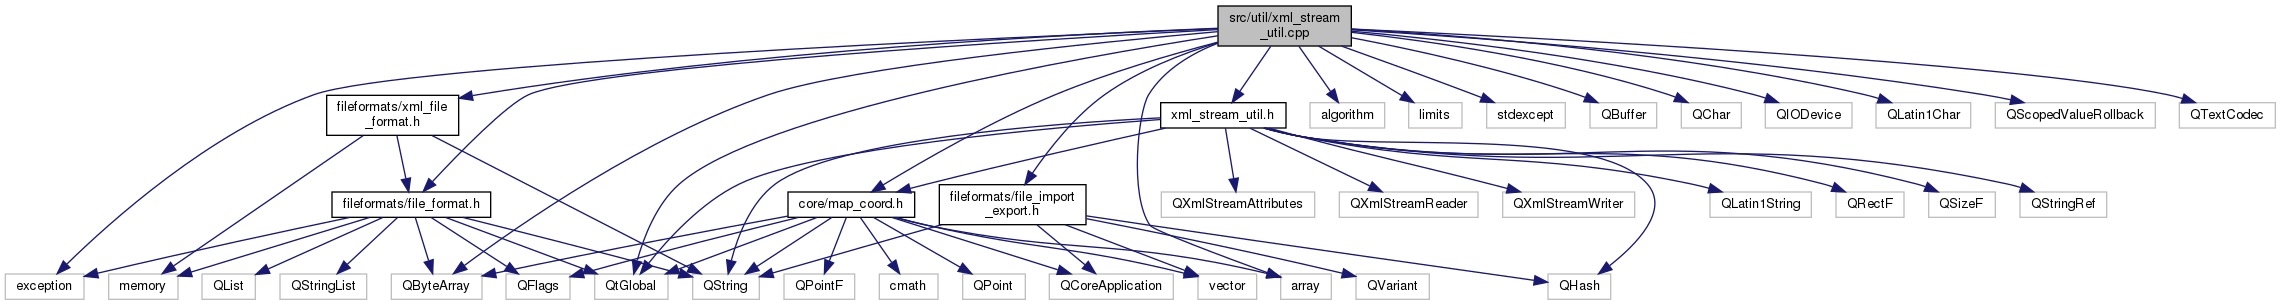 src/util/xml_stream
_util.cpp
fileformats/xml_file
_format.h
xml_stream_util.h
algorithm
limits
stdexcept
QBuffer
QChar
QIODevice
QLatin1Char
QScopedValueRollback
QTextCodec
fileformats/file_format.h
core/map_coord.h
fileformats/file_import
_export.h
QXmlStreamAttributes
QXmlStreamReader
QXmlStreamWriter
QLatin1String
QRectF
QSizeF
QStringRef
exception
memory
QList
QStringList
QByteArray
QFlags
QtGlobal
QString
QPointF
cmath
QPoint
QCoreApplication
vector
array
QVariant
QHash